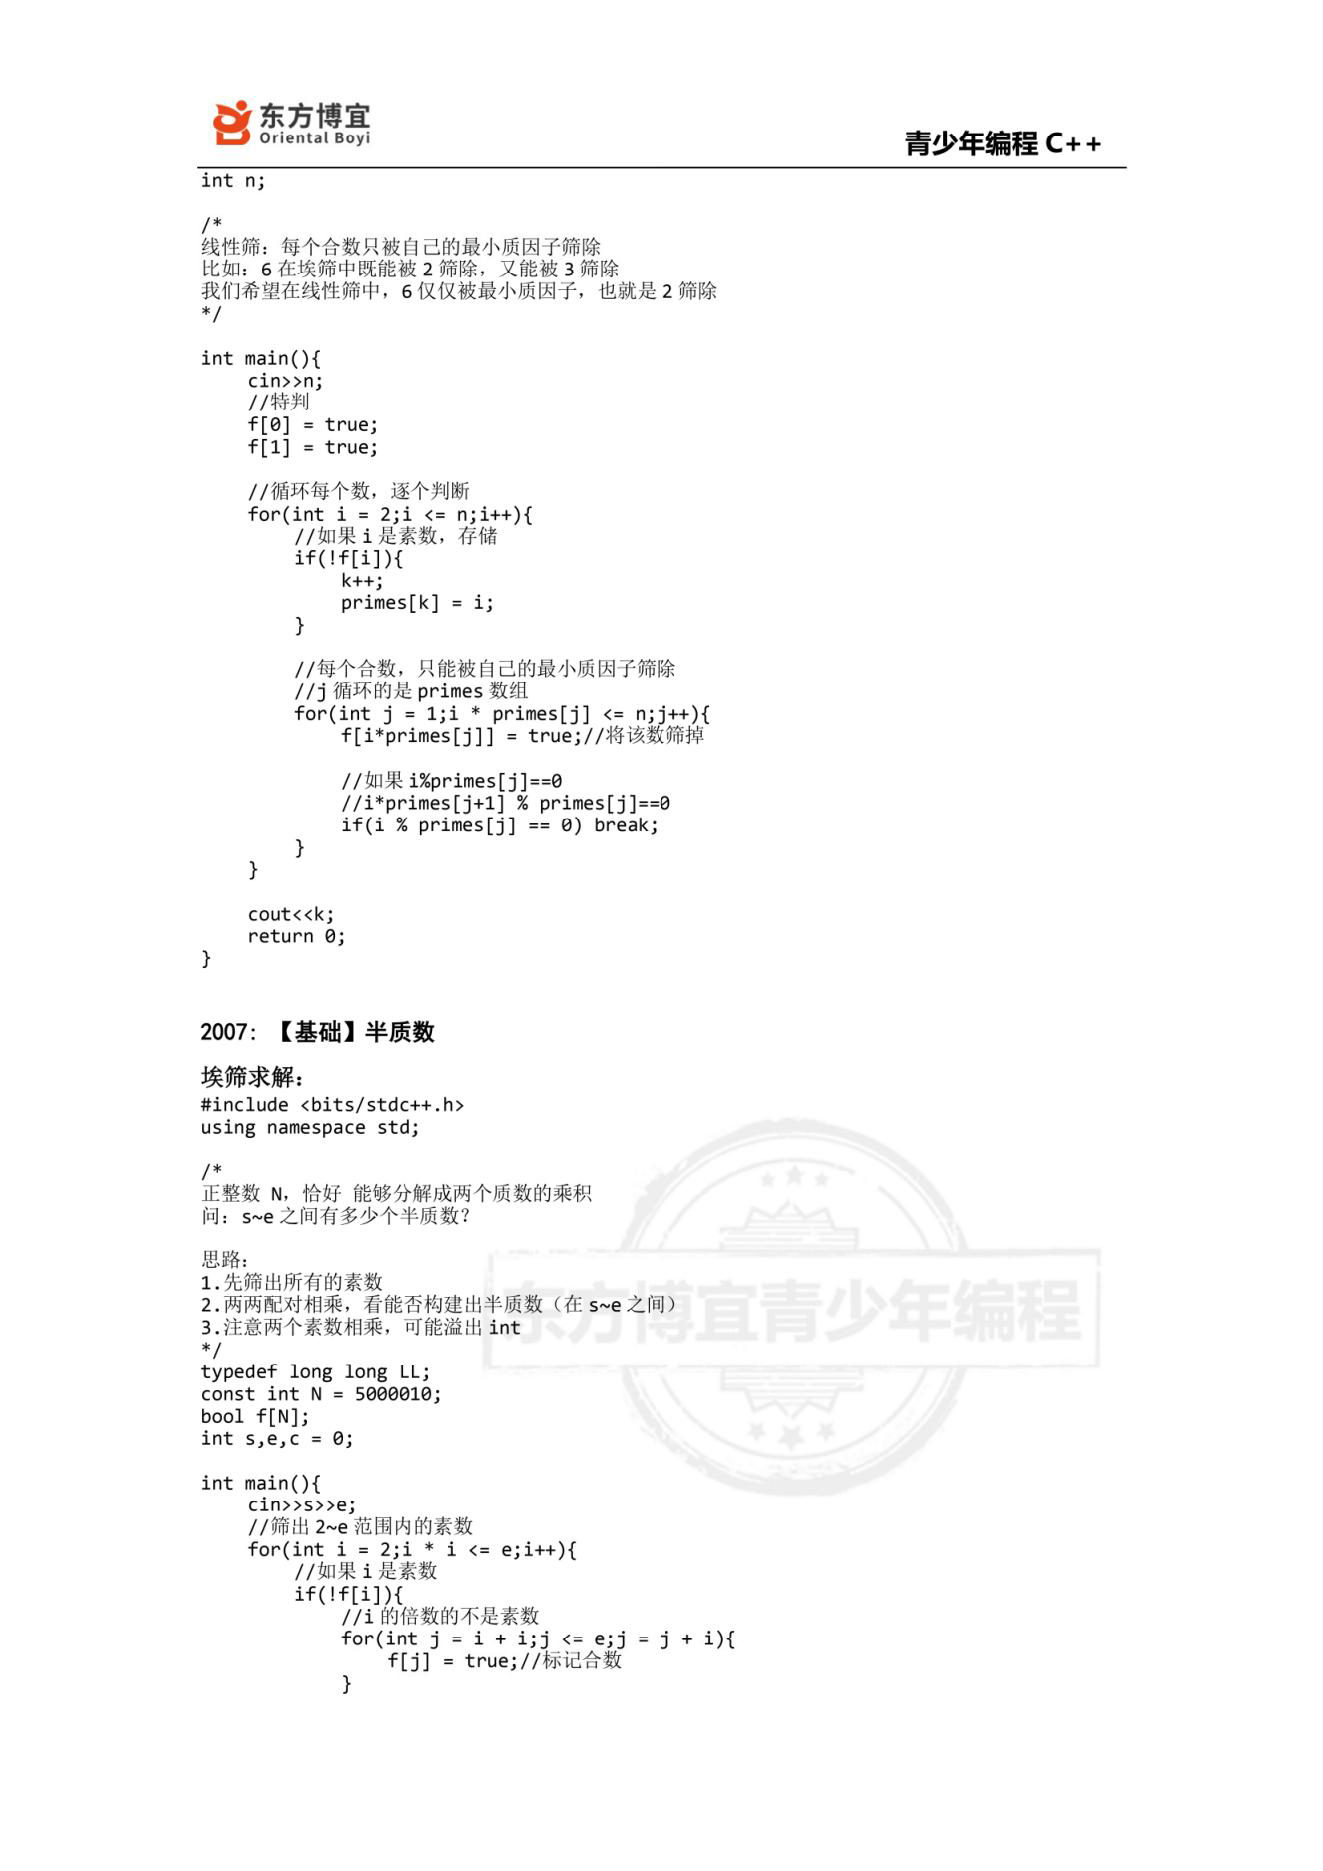 东方博宜
Oriental Boyi
青少年编程 C++
int n;
/*
线性筛：每个合数只被自己的最小质因子筛除
比如：6 在埃筛中既能被 2 筛除，又能被 3 筛除
我们希望在线性筛中，6 仅仅被最小质因子，也就是 2 筛除
*/
int main(){
    cin>>n;
    //特判
    f[0] = true;
    f[1] = true;
    //循环每个数，逐个判断
    for(int i = 2;i <= n;i++){
        //如果 i 是素数，存储
        if(!f[i]){
            k++;
            primes[k] = i;
        }
        //每个合数，只能被自己的最小质因子筛除
        //j 循环的是 primes 数组
        for(int j = 1;i * primes[j] <= n;j++){
            f[i*primes[j]] = true;//将该数筛掉
            //如果 i%primes[j]==0
            //i*primes[j+1] % primes[j]==0
            if(i % primes[j] == 0) break;
        }
    }
    cout<<k;
    return 0;
}
2007：【基础】半质数
埃筛求解：
#include <bits/stdc++.h>
using namespace std;
/*
正整数 N，恰好 能够分解成两个质数的乘积
问：s~e 之间有多少个半质数？
思路：
1.先筛出所有的素数
2.两两配对相乘，看能否构建出半质数（在 s~e 之间）
3.注意两个素数相乘，可能溢出 int
*/
东方博宜青少年编程
typedef long long LL;
const int N = 5000010;
bool f[N];
int s,e,c = 0;
int main(){
    cin>>s>>e;
    //筛出 2~e 范围内的素数
    for(int i = 2;i * i <= e;i++){
        //如果 i 是素数
        if(!f[i]){
            //i 的倍数的不是素数
            for(int j = i + i;j <= e;j = j + i){
                f[j] = true;//标记合数
            }